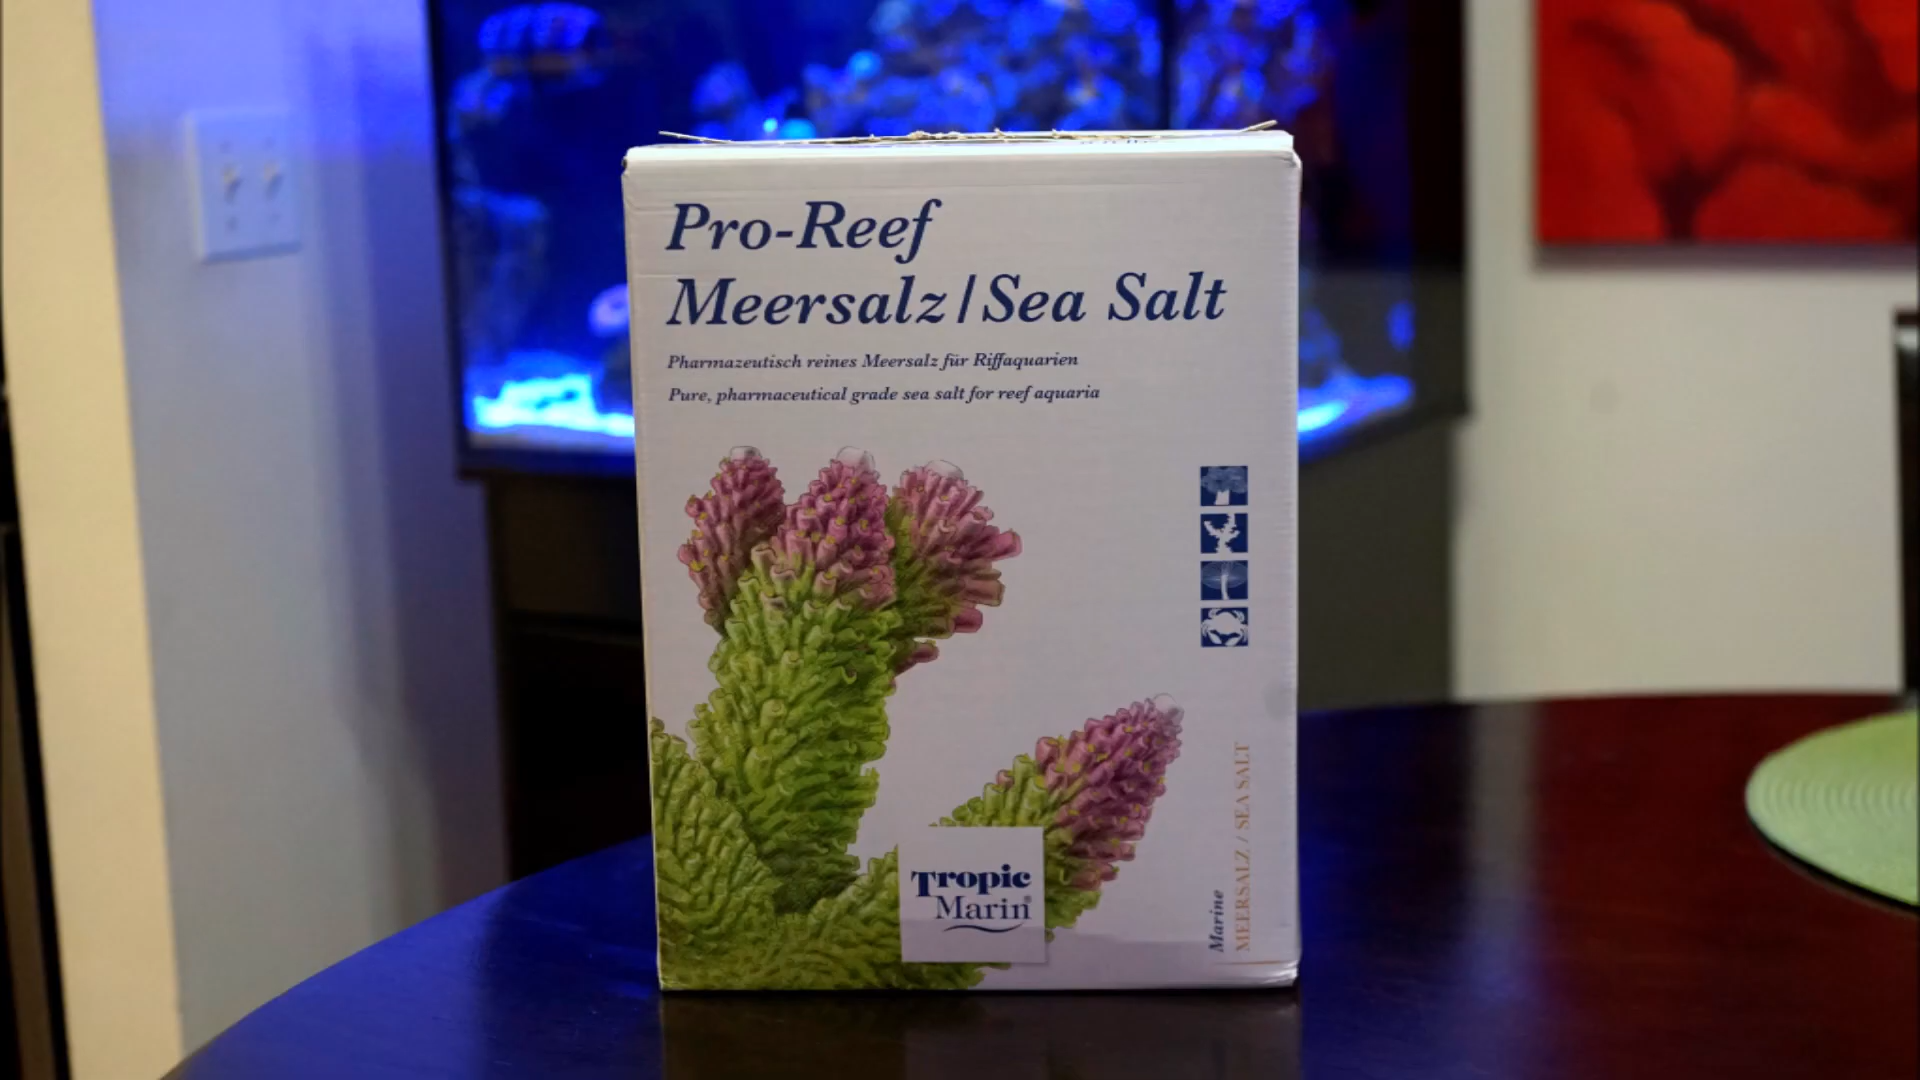 Pro-Reef
Meersalz/Sea Salt
Pharmazeutisch reines Meersalz für Riffaquarien
Pure, pharmaceutical grade sea salt for reef aquaria
Tropic
Marin®
Marine
MEERSALZ / SEA SALT